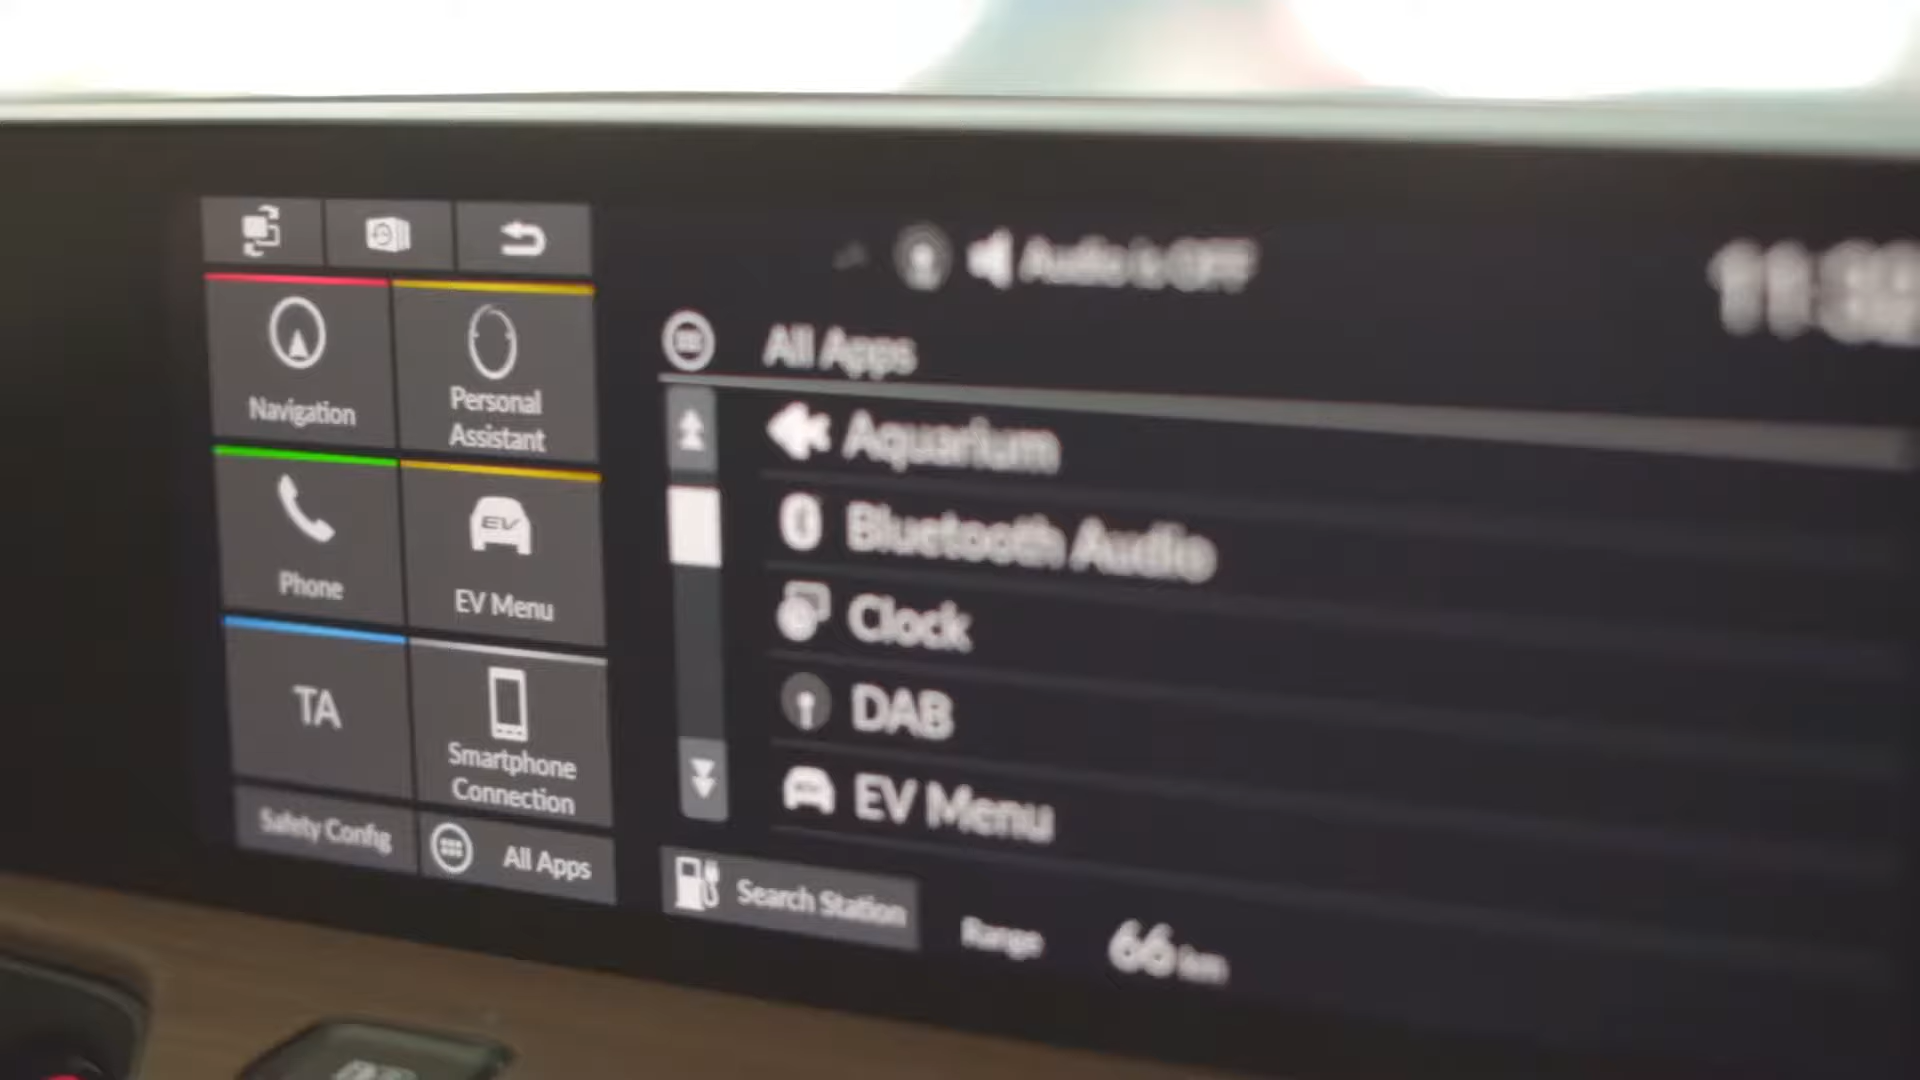 Audio is OFF
Navigation
Personal
Assistant
Phone
EV
EV Menu
TA
Smartphone
Connection
Safety Config
All Apps
All Apps
Aquarium
Bluetooth Audio
Clock
DAB
EV Menu
Search Station
Range 66 km